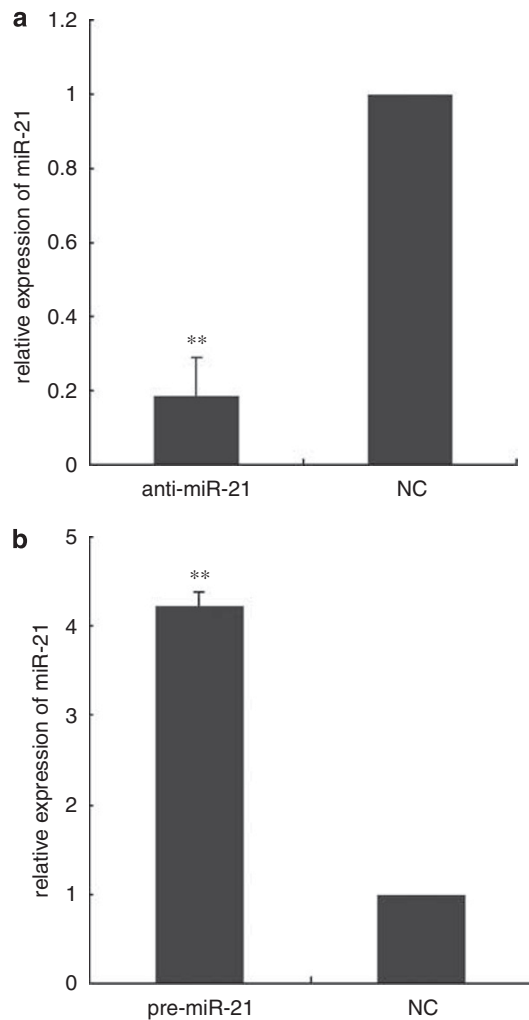 a
1.2
1
0.8
0.6
0.4
0.2
0
relative expression of miR-21
**
anti-miR-21 NC
b
5
4
3
2
1
0
relative expression of miR-21
**
pre-miR-21 NC